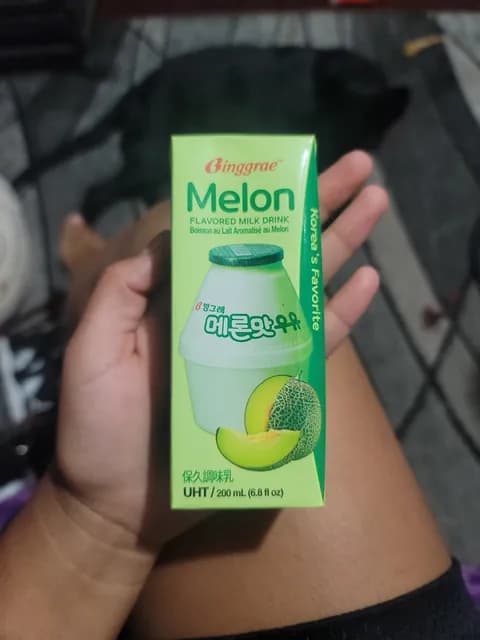 Binggrae™
Melon
FLAVORED MILK DRINK
Boisson au Lait Aromatisé au Melon
Korea's Favorite
빙그레
메론맛우유
保久調味乳
UHT / 200 mL (6.8 fl oz)